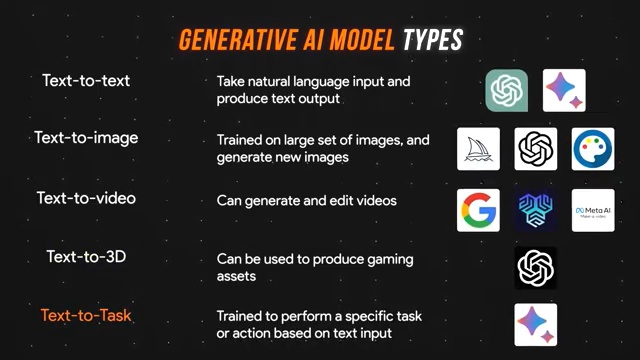 GENERATIVE AI MODEL TYPES
Text-to-text
Take natural language input and
produce text output
Text-to-image
Trained on large set of images, and
generate new images
Text-to-video
Can generate and edit videos
Meta AI
Make-a-video
Text-to-3D
Can be used to produce gaming
assets
Text-to-Task
Trained to perform a specific task
or action based on text input